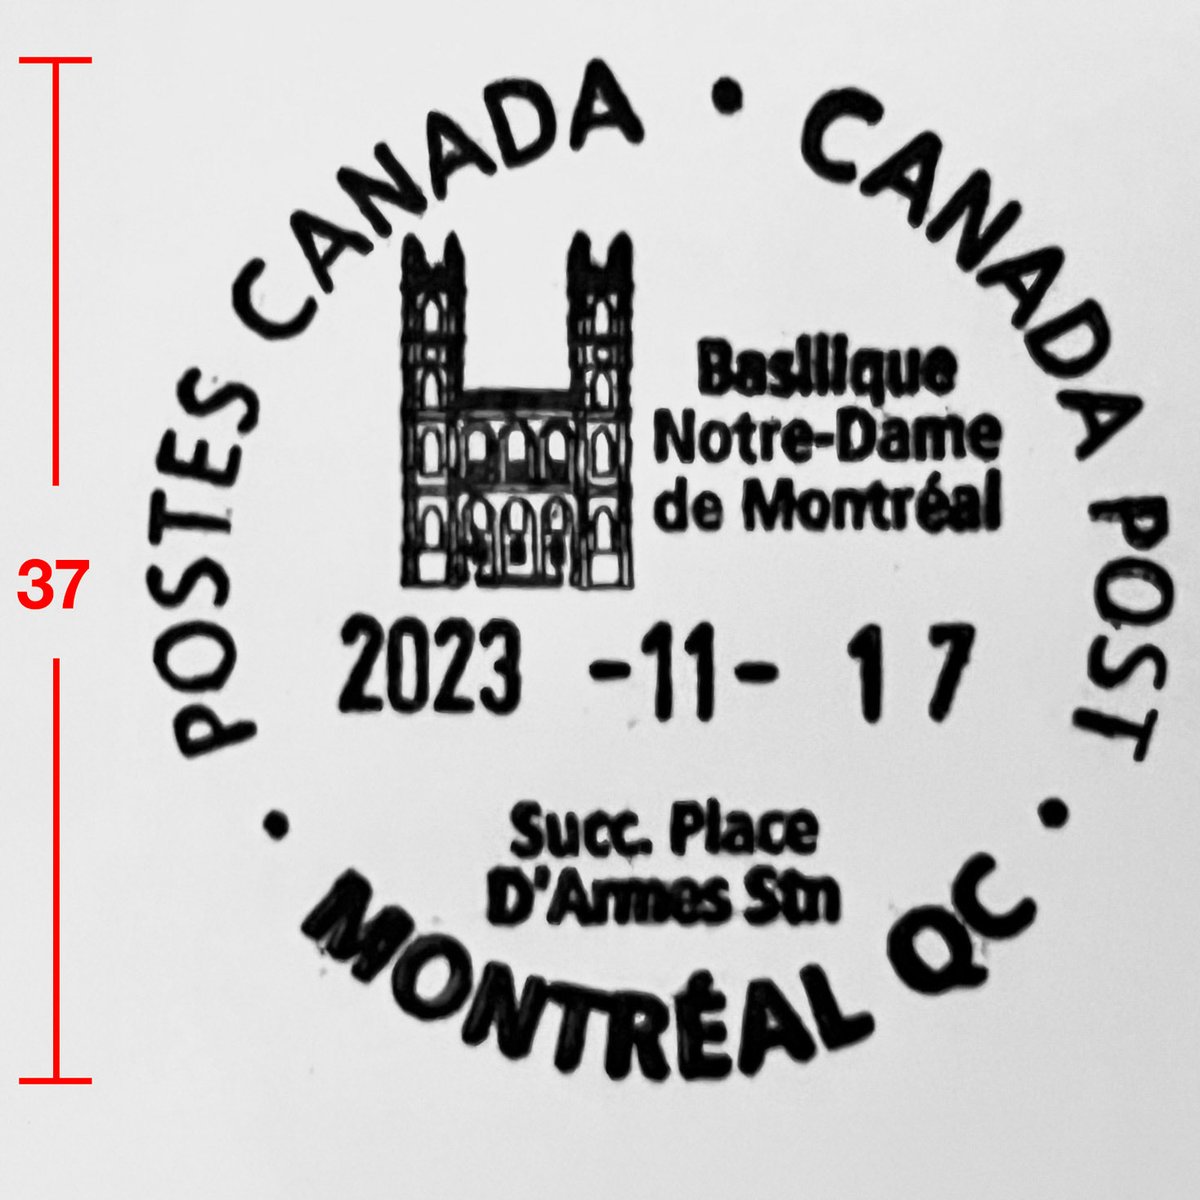 POSTES CANADA • CANADA POST
Basilique
Notre-Dame
de Montréal
37
2023 -11- 17
Succ. Place
D'Armes Stn
• MONTRÉAL QC •